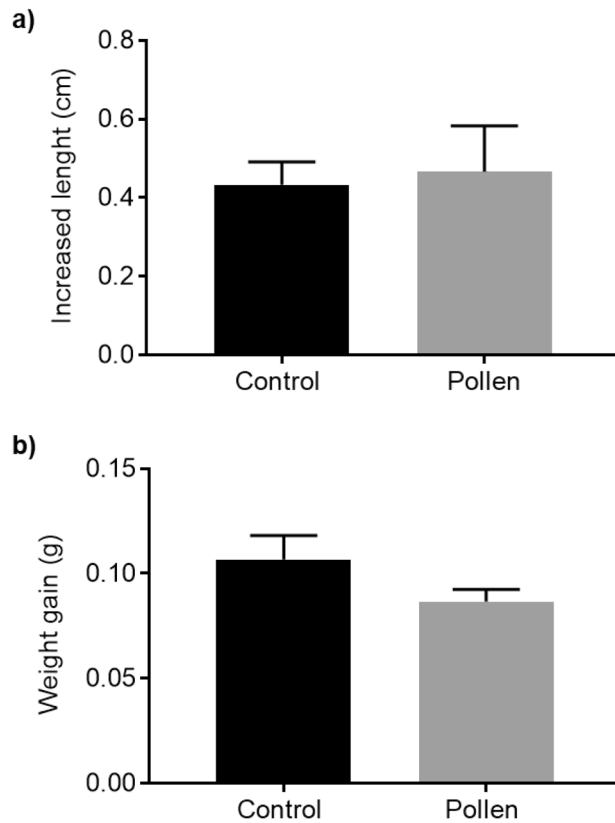 a)
0.8
0.6
0.4
0.2
0.0
Increased lenght (cm)
Control Pollen
b)
0.15
0.10
0.05
0.00
Weight gain (g)
Control Pollen